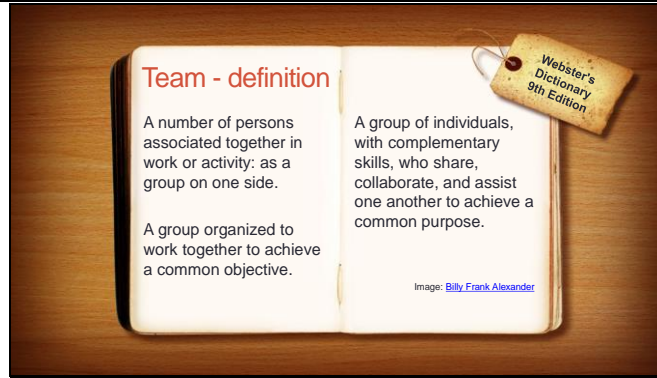 Team - definition
A number of persons
associated together in
work or activity: as a
group on one side.
A group organized to
work together to achieve
a common objective.
A group of individuals,
with complementary
skills, who share,
collaborate, and assist
one another to achieve a
common purpose.
Image: Billy Frank Alexander
Webster's
Dictionary
9th Edition